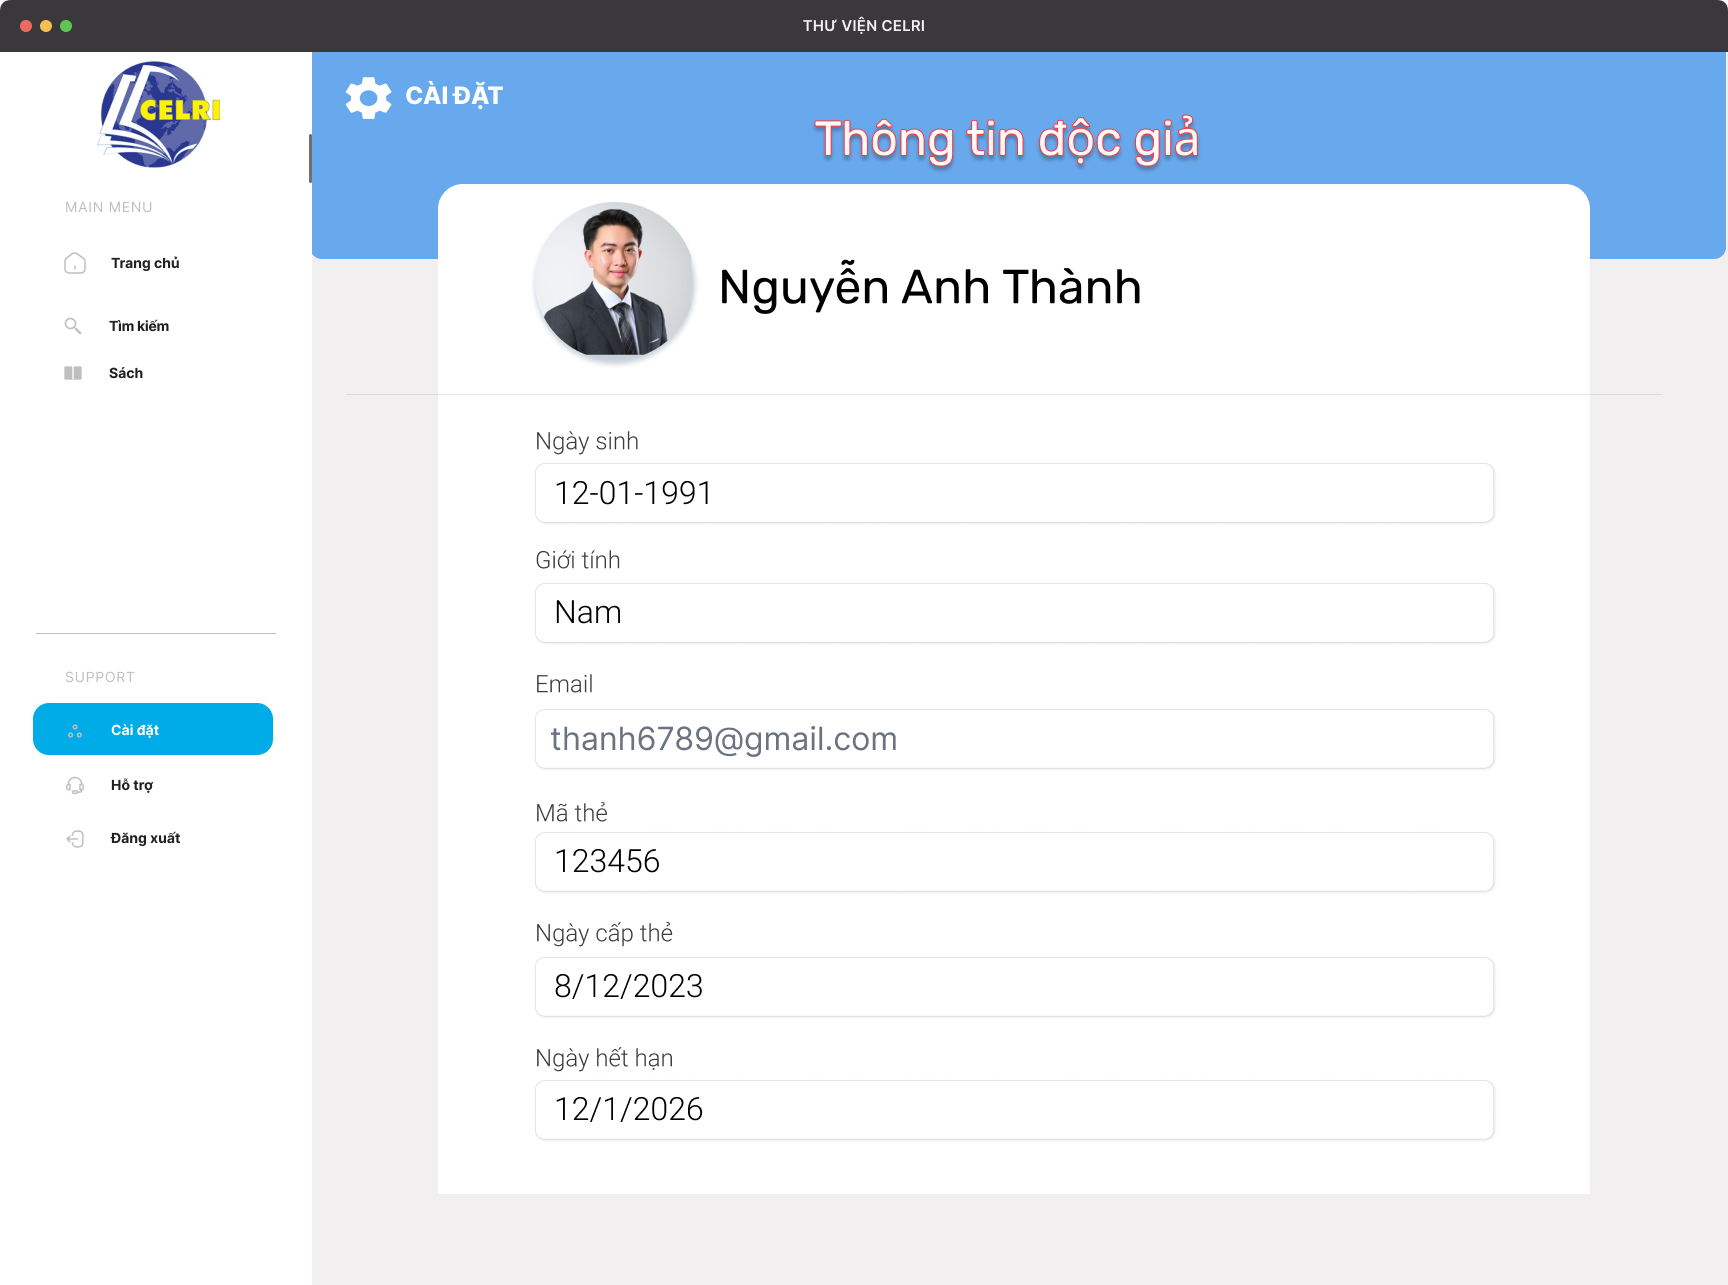 THƯ VIỆN CELRI
CELRI
MAIN MENU
Trang chủ
Tìm kiếm
Sách
SUPPORT
Cài đặt
Hỗ trợ
Đăng xuất
CÀI ĐẶT
Thông tin độc giả
Nguyễn Anh Thành
Ngày sinh
12-01-1991
Giới tính
Nam
Email
thanh6789@gmail.com
Mã thẻ
123456
Ngày cấp thẻ
8/12/2023
Ngày hết hạn
12/1/2026